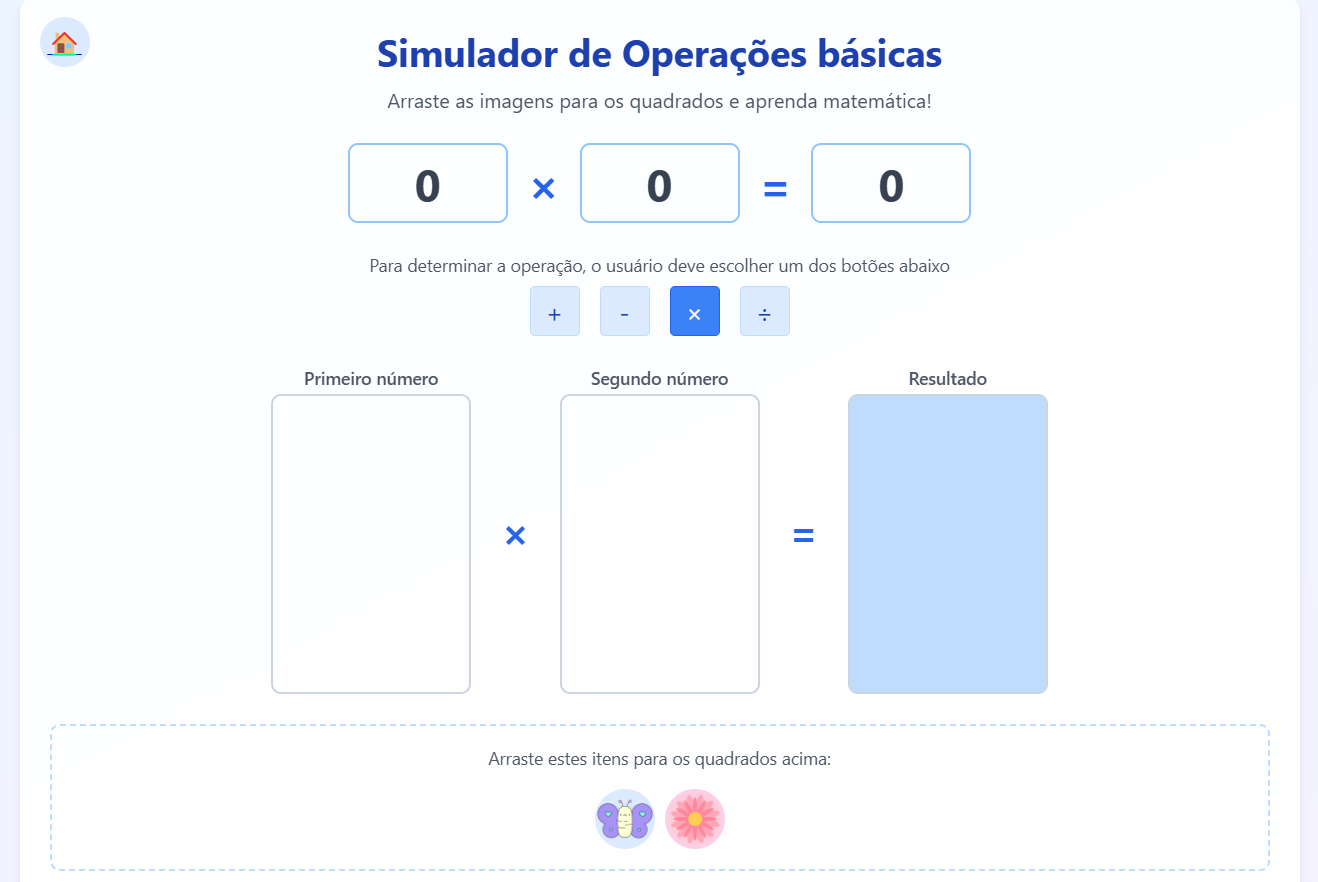 Simulador de Operações básicas
Arraste as imagens para os quadrados e aprenda matemática!
0 × 0 = 0
Para determinar a operação, o usuário deve escolher um dos botões abaixo
+ - × ÷
Primeiro número Segundo número Resultado
× =
Arraste estes itens para os quadrados acima: